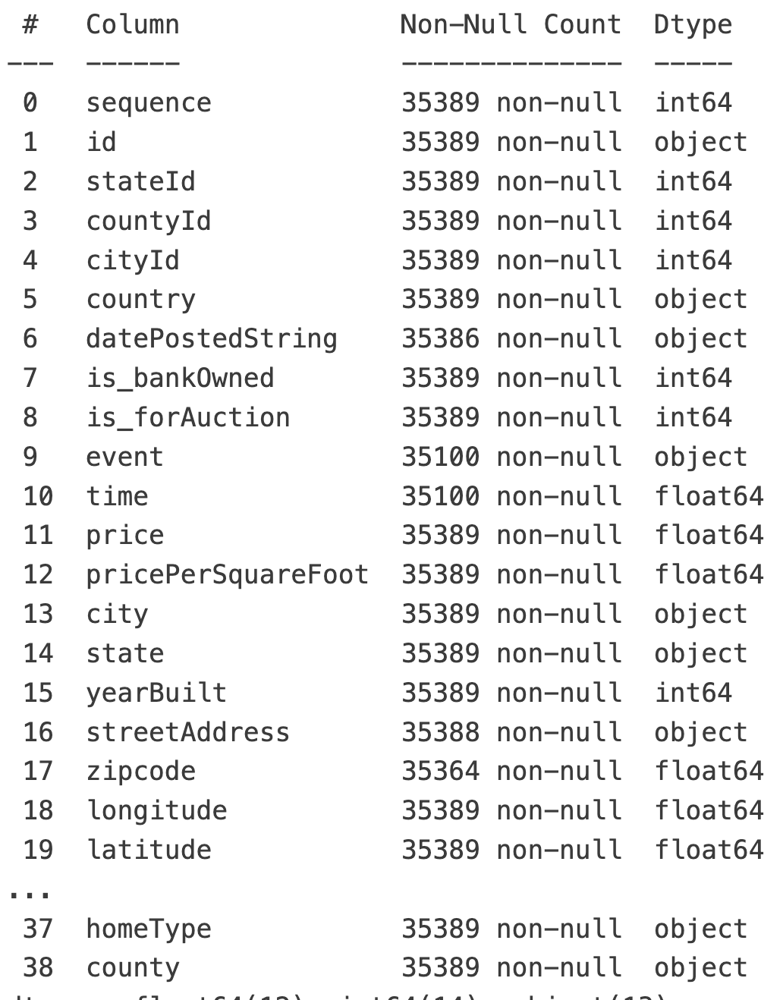 #   Column              Non-Null Count  Dtype
---  ------              --------------  -----
0   sequence            35389 non-null  int64
1   id                  35389 non-null  object
2   stateId             35389 non-null  int64
3   countyId            35389 non-null  int64
4   cityId              35389 non-null  int64
5   country             35389 non-null  object
6   datePostedString    35386 non-null  object
7   is_bankOwned        35389 non-null  int64
8   is_forAuction       35389 non-null  int64
9   event               35100 non-null  object
10  time                35100 non-null  float64
11  price               35389 non-null  float64
12  pricePerSquareFoot  35389 non-null  float64
13  city                35389 non-null  object
14  state               35389 non-null  object
15  yearBuilt           35389 non-null  int64
16  streetAddress       35388 non-null  object
17  zipcode             35364 non-null  float64
18  longitude           35389 non-null  float64
19  latitude            35389 non-null  float64
...
37  homeType            35389 non-null  object
38  county              35389 non-null  object